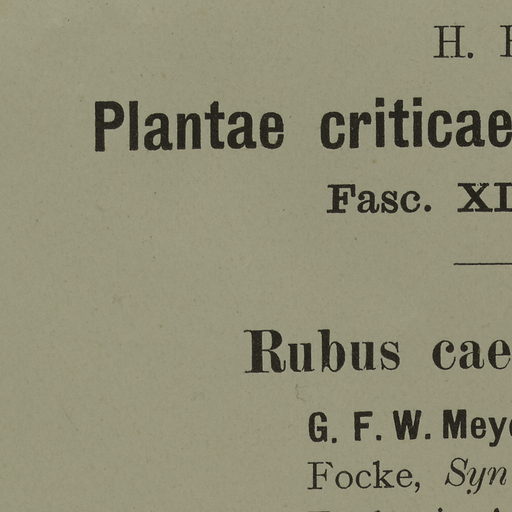 H.
Plantae criticae
Fasc.
Rubus
G. F. W.
Focke,